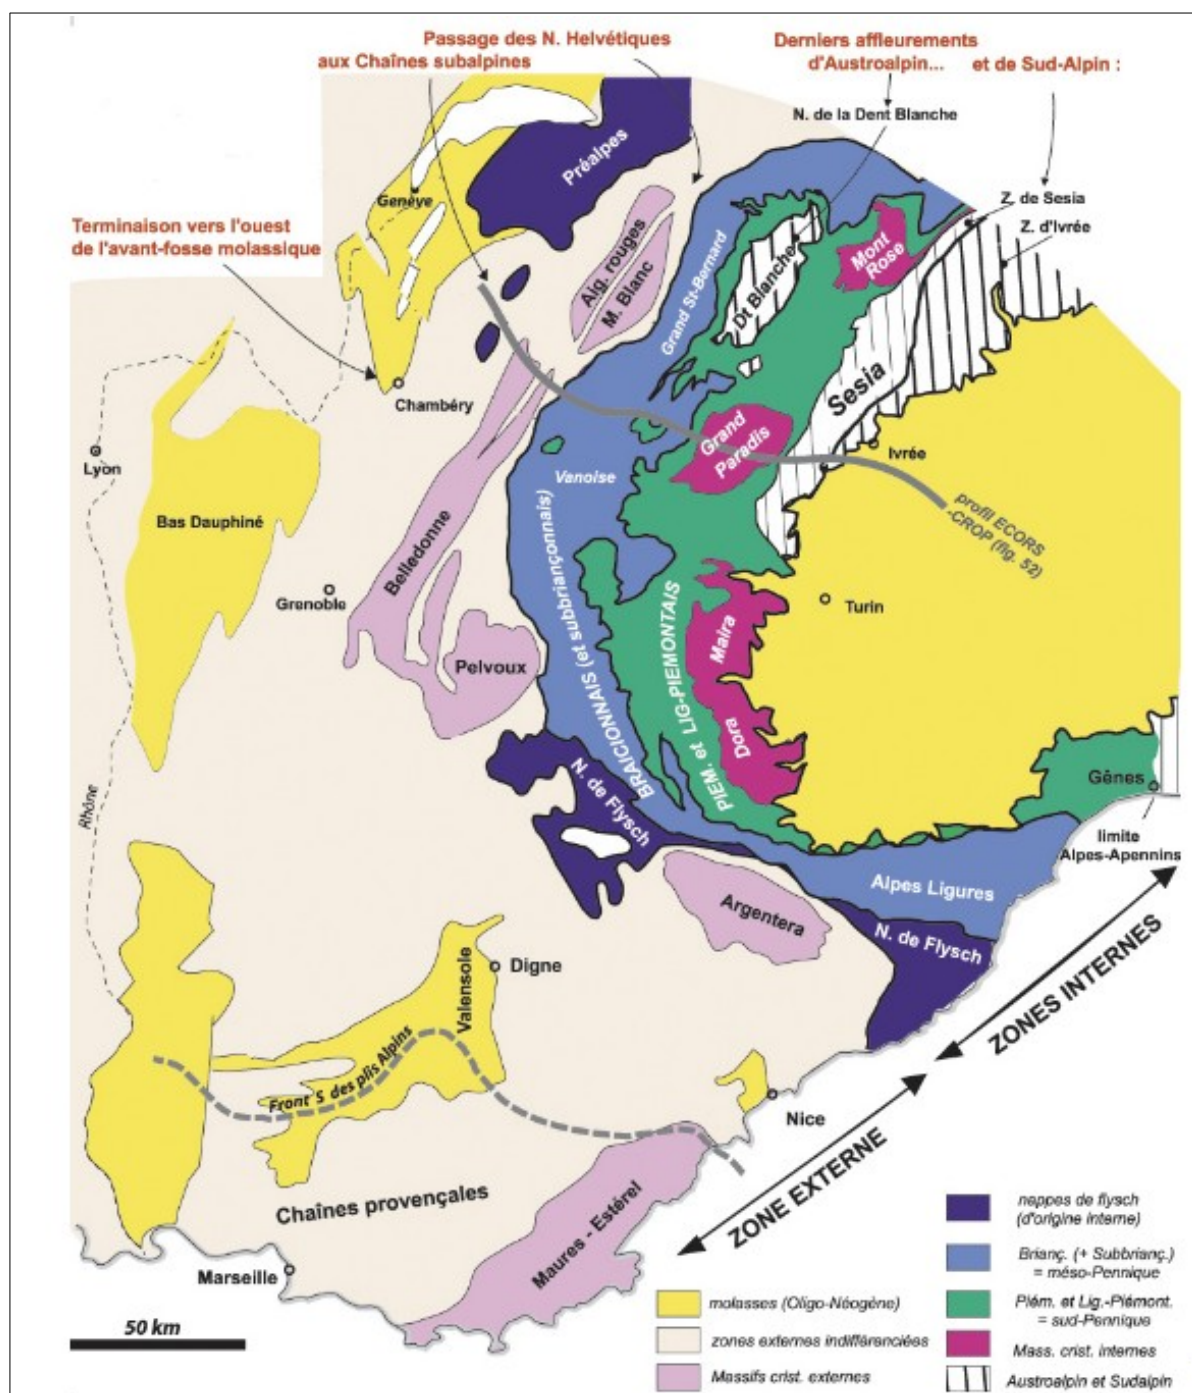 Passage des N. Helvétiques
aux Chaînes subalpines
Derniers affleurements
d'Austroalpin...
et de Sud-Alpin :
N. de la Dent Blanche
Préalpes
Genève
Z. de Sesia
Z. d'Ivrée
Terminaison vers l'ouest
de l'avant-fosse molassique
Aig. rouges
M. Blanc
Grand St-Bernard
Dt Blanche
Mont
Rose
Sesia
Chambéry
Lyon
Grand
Paradis
Ivrée
Vanoise
profil ECORS
-CROP (fig. 52)
Bas Dauphiné
Belledonne
Grenoble
Turin
BRAICIONNAIS (et subbriançonnais)
PIEM. et LIG-PIEMONTAIS
Maira
Dora
Pelvoux
Rhône
N. de Flysch
Gênes
limite
Alpes-Apennins
Alpes Ligures
Argentera
N. de Flysch
Digne
Valensole
ZONES INTERNES
Front S des plis Alpins
Nice
ZONE EXTERNE
Chaînes provençales
Maures - Estérel
Marseille
50 km
molasses (Oligo-Néogène)
zones externes indifférenciées
Massifs crist. externes
neppes de flysch
(d'origine interne)
Brianç. (+ Subbrianç.)
= méso-Pennique
Piém. et Lig.-Piémont.
= sud-Pennique
Mass. crist. internes
Austroalpin et Sudalpin